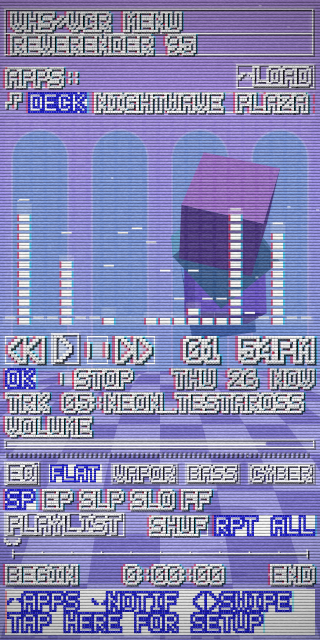 VHS/VCR MENU
REWERENDER '95
APPS:: LOAD
DECK NIGHTWAVE PLAZA
01 54PM
OK STOP THU 26 NOV
TRK 05 NEON_TESTAROSS
VOLUME
EQ FLAT VAPOR BASS CYBER
SP EP SLP SLO FF
PLAYLIST SHUF RPT ALL
BEGIN 0:00:00 END
APPS NOTIF SWIPE
TAP HERE FOR SETUP